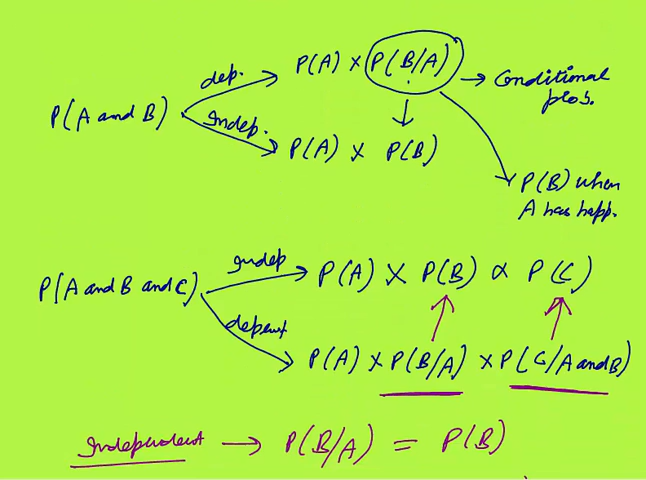 dep. P(A) × P(B/A) → Conditional prob.
P(A and B)
Indep. P(A) × P(B)
P(B) when
A has happ.
Indep P(A) × P(B) × P(C)
P[A and B and C)
depent P(A) × P(B/A) × P(C/A and B)
Independent → P(B/A) = P(B)